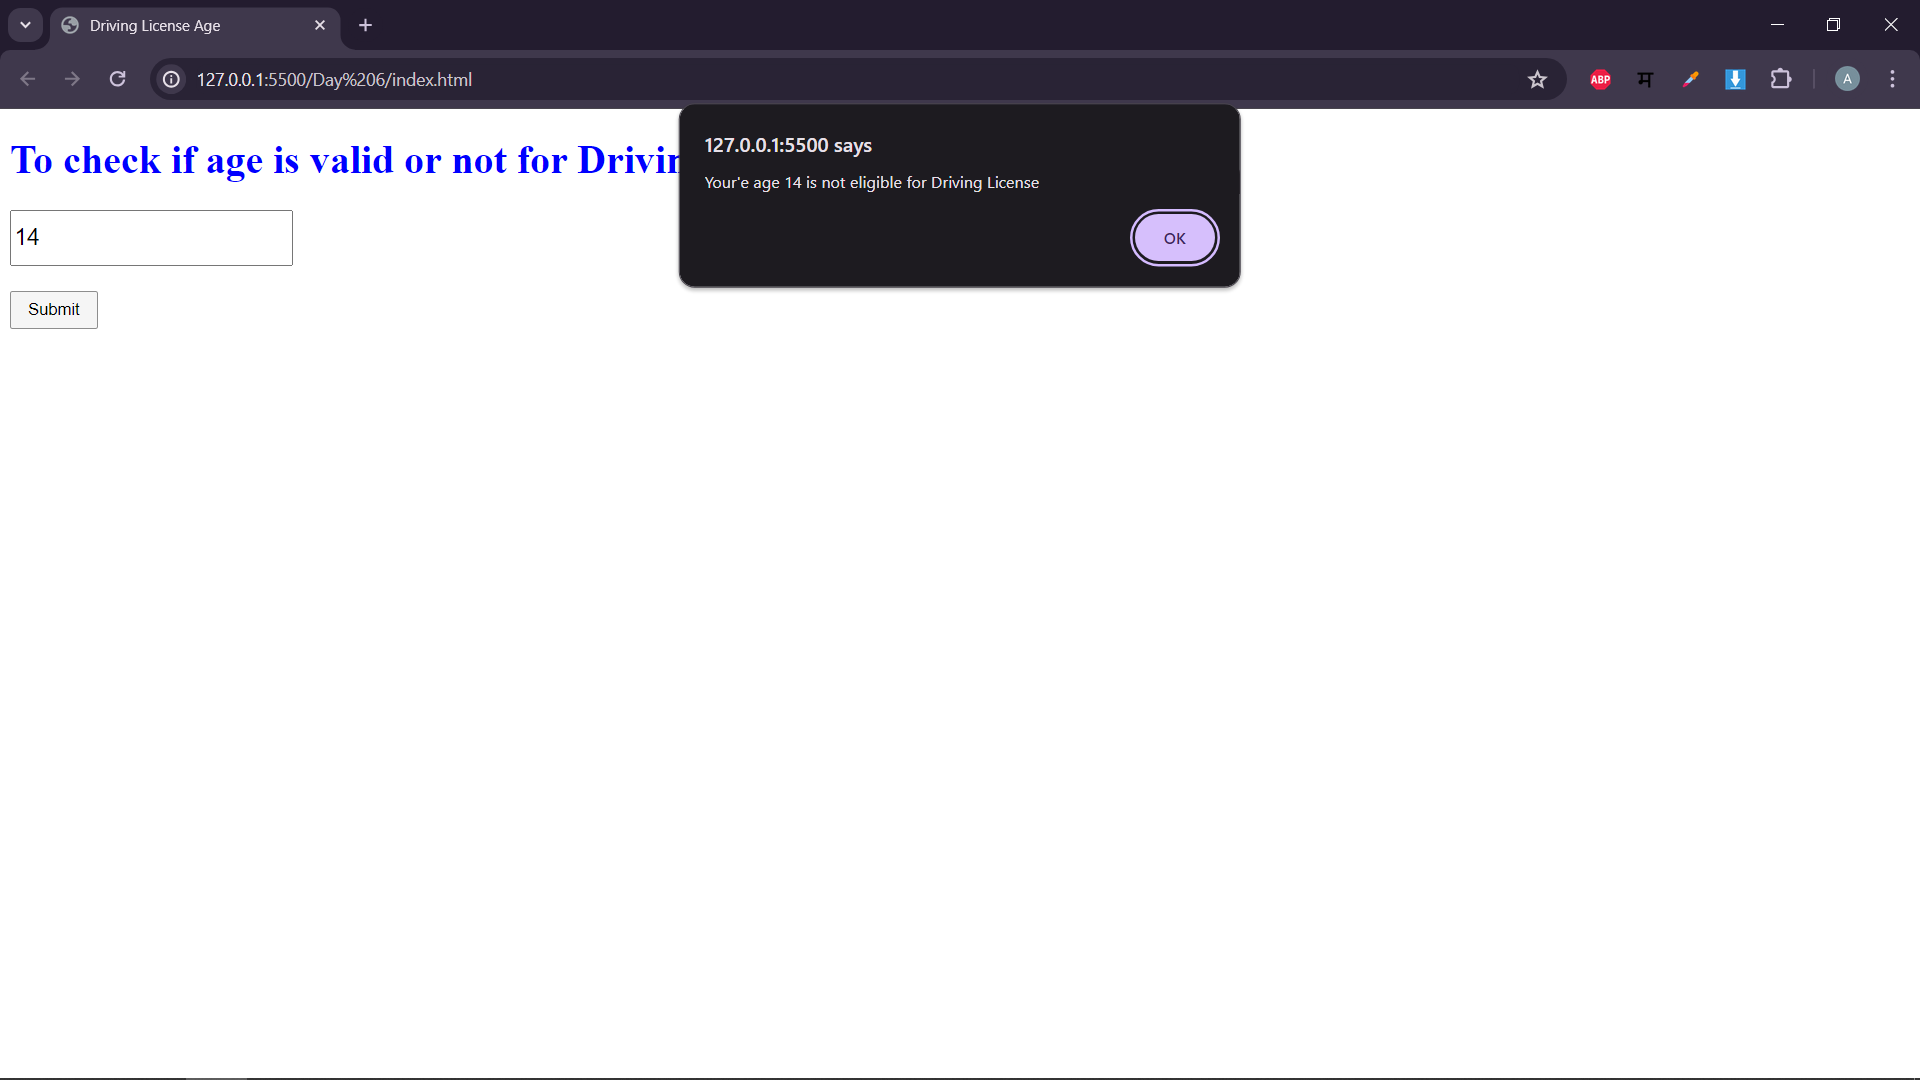 Driving License Age
127.0.0.1:5500/Day%206/index.html
ABP
म
A
127.0.0.1:5500 says
Your'e age 14 is not eligible for Driving License
OK
To check if age is valid or not for
14
Submit